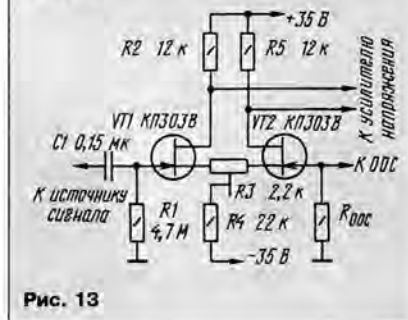 +35 В
R2 12 к
R5 12 к
К усилителю
напряжения
VT1 КП303В
VT2 КП303В
С1 0,15 мк
К ООС
К источнику
сигнала
R1
4,7 М
R3
2,2 к
R4 22 к
Rоос
-35 В
Рис. 13